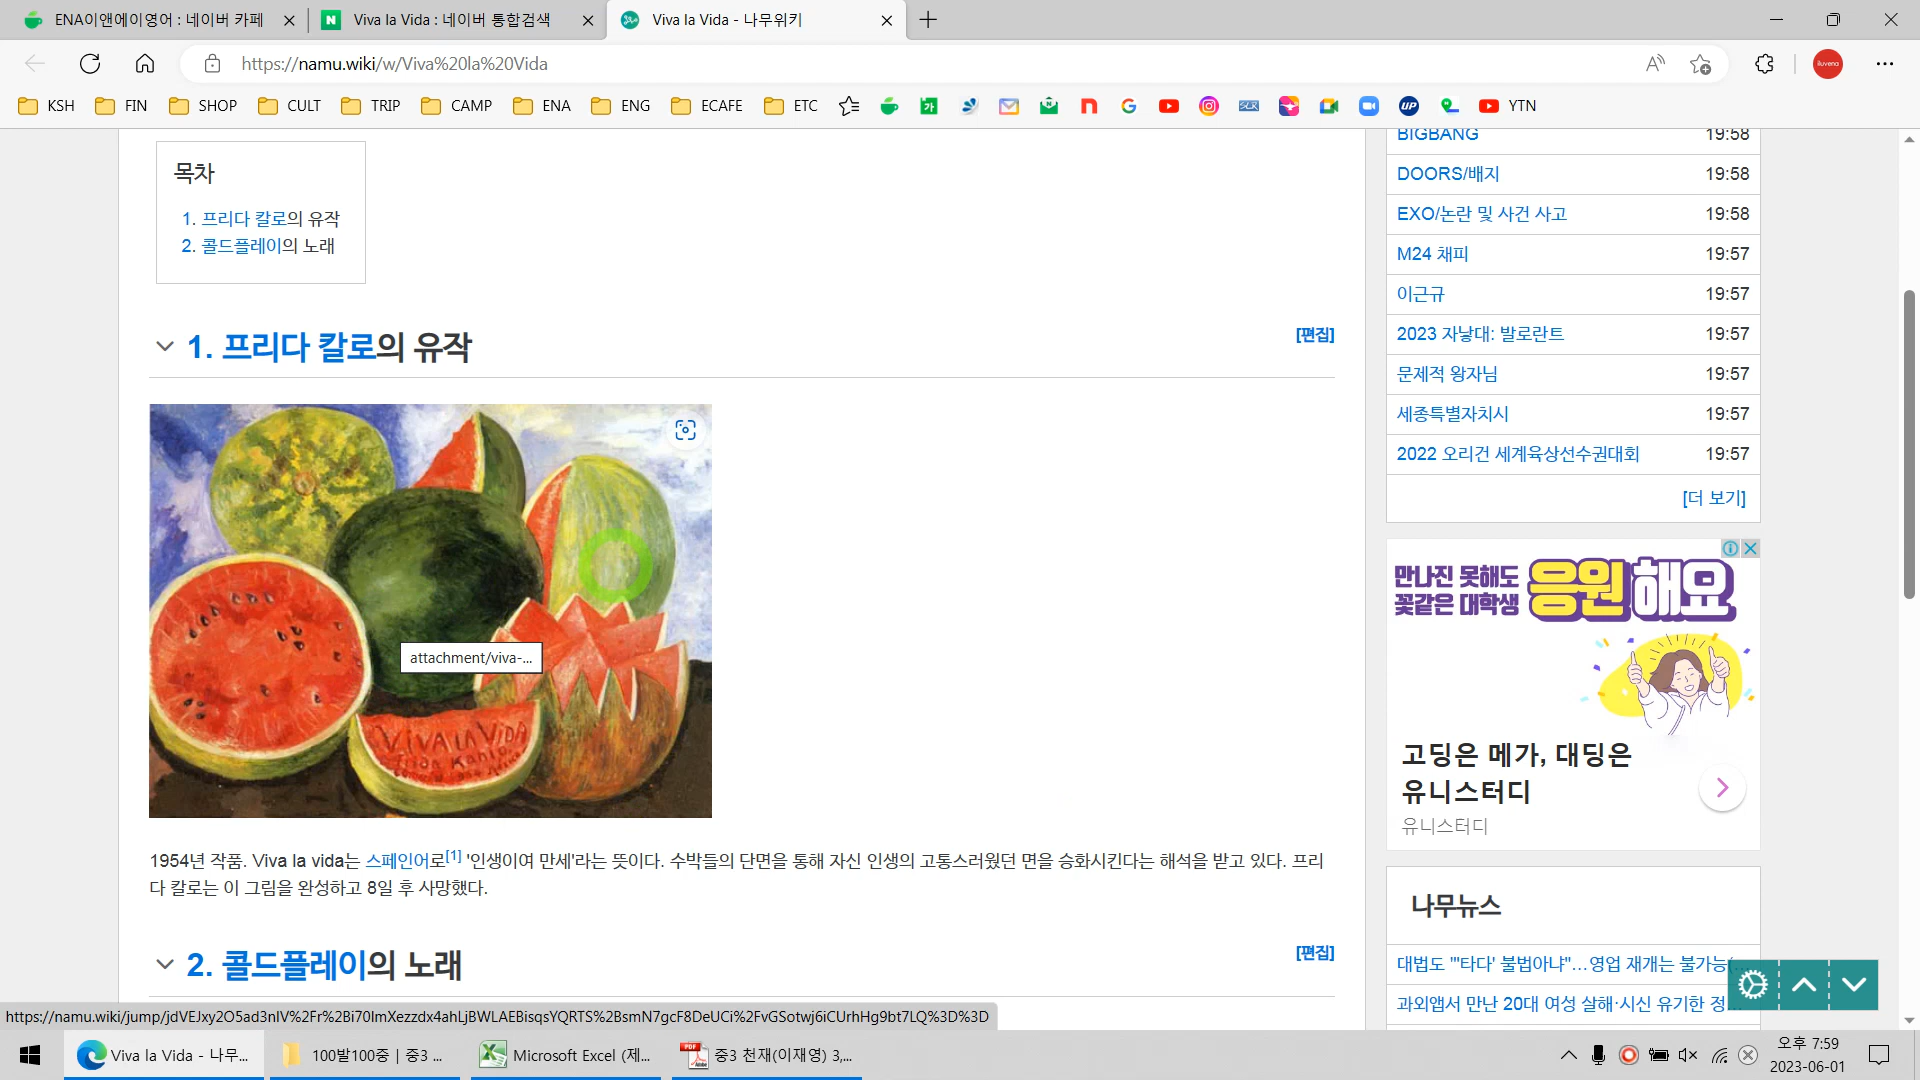 ENA이앤에이영어 : 네이버 카페
Viva la Vida : 네이버 통합검색
Viva la Vida - 나무위키
https://namu.wiki/w/Viva%20la%20Vida
iluvena
KSH
FIN
SHOP
CULT
TRIP
CAMP
ENA
ENG
ECAFE
ETC
YTN
목차
1. 프리다 칼로의 유작
2. 콜드플레이의 노래
1. 프리다 칼로의 유작
[편집]
VIVA LA VIDA
attachment/viva-...
1954년 작품. Viva la vida는 스페인어로[1] '인생이여 만세'라는 뜻이다. 수박들의 단면을 통해 자신 인생의 고통스러웠던 면을 승화시킨다는 해석을 받고 있다. 프리
다 칼로는 이 그림을 완성하고 8일 후 사망했다.
2. 콜드플레이의 노래
[편집]
BIGBANG 19:58
DOORS/배지 19:58
EXO/논란 및 사건 사고 19:58
M24 채피 19:57
이근규 19:57
2023 자낳대: 발로란트 19:57
문제적 왕자님 19:57
세종특별자치시 19:57
2022 오리건 세계육상선수권대회 19:57
[더 보기]
만나진 못해도
꽃같은 대학생
응원해요
고딩은 메가, 대딩은
유니스터디
유니스터디
나무뉴스
대법도 "'타다' 불법아냐"…영업 재개는 불가능(
과외앱서 만난 20대 여성 살해·시신 유기한 정...
https://namu.wiki/jump/jdVEJxy2O5ad3nIV%2Fr%2Bi70ImXezzdx4ahLjBWLAEBisqsYQRTS%2BsmN7gcF8DeUCi%2FvGSotwj6iCUrhHg9bt7LQ%3D%3D
Viva la Vida - 나무...
100발100중 | 중3 ...
Microsoft Excel (제...
중3 천재(이재영) 3,...
오후 7:59
2023-06-01